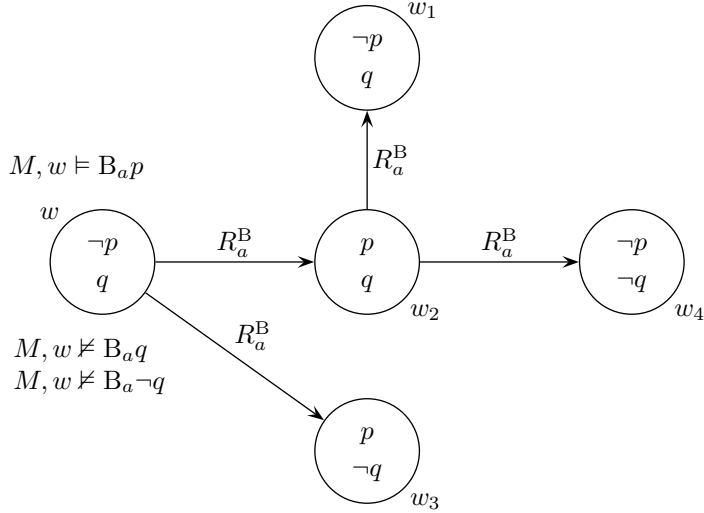 w₁
¬p
q
R_a^B
M, w ⊨ B_a p
w
¬p
q
R_a^B
p
q
w₂
R_a^B
¬p
¬q
w₄
R_a^B
M, w ⊭ B_a q
M, w ⊭ B_a ¬q
p
¬q
w₃